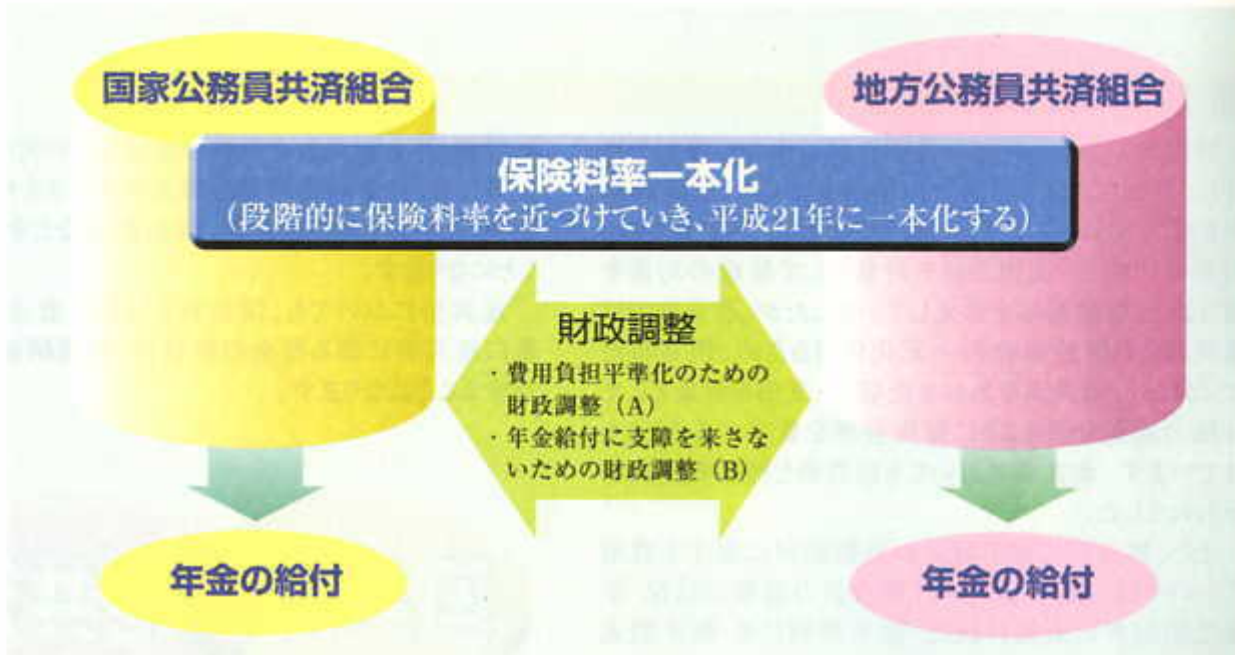 国家公務員共済組合
地方公務員共済組合
保険料率一本化
（段階的に保険料率を近づけていき、平成21年に一本化する）
財政調整
・費用負担平準化のための
財政調整（A）
・年金給付に支障を来さな
いための財政調整（B）
年金の給付
年金の給付